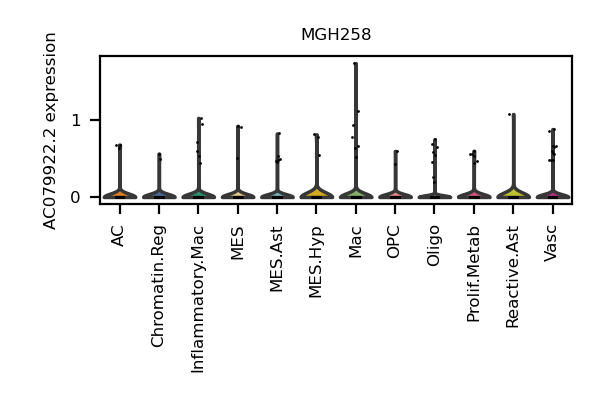 MGH258
AC079922.2 expression
1
0
AC
Chromatin.Reg
Inflammatory.Mac
MES
MES.Ast
MES.Hyp
Mac
OPC
Oligo
Prolif.Metab
Reactive.Ast
Vasc